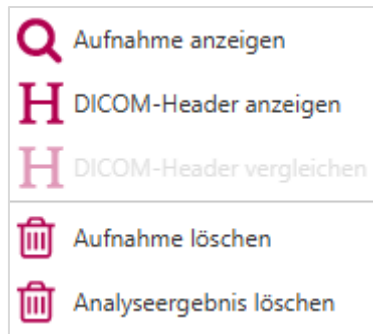 Aufnahme anzeigen
H DICOM-Header anzeigen
H DICOM-Header vergleichen
Aufnahme löschen
Analyseergebnis löschen